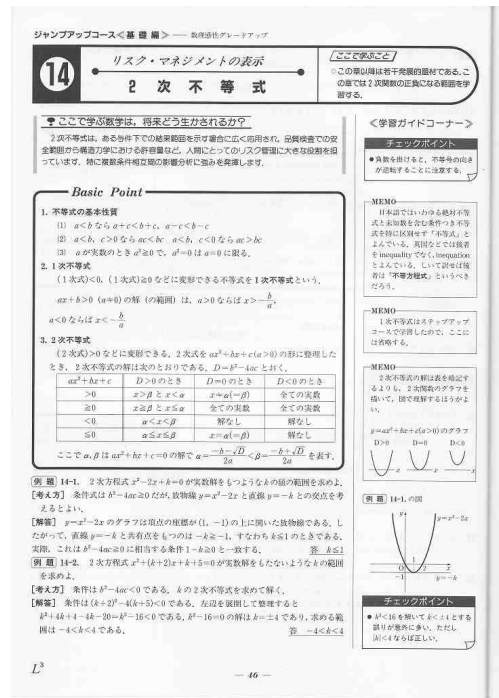 ジャンプアップコース≪基礎編≫ ── 数理感性グレードアップ
14
リスク・マネジメントの表示
2 次 不 等 式
ここで学ぶこと
○この章以降は若干発展的題材である。こ
の章では2次関数の正負になる範囲を学
習する。
ここで学ぶ数学は，将来どう生かされるか？
2次不等式は，ある条件下での結果範囲を示す場合に広く応用され，品質検査での安
全範囲から構造力学における許容量など，人間にとってのリスク管理に大きな役割を担
っています．特に複数条件相互間の影響分析に強みを発揮します．
Basic Point
1. 不等式の基本性質
(1) a<b なら a+c<b+c, a-c<b-c
(2) a<b, c>0 なら ac<bc a<b, c<0 なら ac>bc
(3) a が実数のとき a²≧0 で，a²=0 は a=0 に限る．
2. 1次不等式
(1次式)<0, (1次式)≧0 などに変形できる不等式を1次不等式という．
ax+b>0 (a≠0) の解 (の範囲) は，a>0 ならば x>-b/a,
a<0 ならば x<-b/a
3. 2次不等式
(2次式)>0 などに変形できる．2次式を ax²+bx+c(a>0) の形に整理した
とき，2次不等式の解は次のとおりである．D=b²-4ac とおく．
ax²+bx+c D>0のとき D=0のとき D<0のとき
>0 x>β と x<α x≠α(=β) 全ての実数
≧0 x≧β と x≦α 全ての実数 全ての実数
<0 α<x<β 解なし 解なし
≦0 α≦x≦β x=α(=β) 解なし
ここで α, β は ax²+bx+c=0 の解で α=(-b-√D)/2a<β=(-b+√D)/2a を表す．
例題 14-1. 2次方程式 x²-2x+k=0 が実数解をもつような k の値の範囲を求めよ．
[考え方] 条件式は b²-4ac≧0 だが，放物線 y=x²-2x と直線 y=-k との交点を考
えるとよい．
[解答] y=x²-2x のグラフは頂点の座標が (1, -1) の上に開いた放物線である．し
たがって，直線 y=-k と共有点をもつのは -k≧-1，すなわち k≦1 のときである．
実際，これは b²-4ac≧0 に相当する条件 1-k≧0 と一致する． 答 k≦1
例題 14-2. 2次方程式 x²+(k+2)x+k+5=0 が実数解をもたないような k の範囲
を求めよ．
[考え方] 条件は b²-4ac<0 である．k の2次不等式を求めて解く．
[解答] 条件は (k+2)²-4(k+5)<0 である．左辺を展開して整理すると
k²+4k+4-4k-20=k²-16<0 である．k²-16=0 の解は k=±4 であり，求める範
囲は -4<k<4 である． 答 -4<k<4
≪学習ガイドコーナー≫
チェックポイント
● 負数を掛けると，不等号の向き
が逆転することに注意する．
MEMO
日本語ではいわゆる絶対不等
式と未知数を含む条件つき不等
式を特に区別せず「不等式」と
よんでいる．英国などでは前者
を inequality でなく，inequation
とよんでいる．しいて訳せば後
者は「不等方程式」というべき
だろう．
MEMO
1次不等式はステップアップ
コースで学習したので，ここに
は省略する．
MEMO
2次不等式の解は表を暗記す
るよりも，2次関数のグラフを
描いて，図で理解するほうがよ
い．
y=ax²+bx+c(a>0)のグラフ
D>0 D=0 D<0
x x x
例題 14-1. の図
y
y=x²-2x
1
O 2 x
-1 y=-k
チェックポイント
● k²<16 を解いて k<±4 とする
誤りが意外に多い．ただし
|k|<4 ならば正しい．
L³
— 46 —